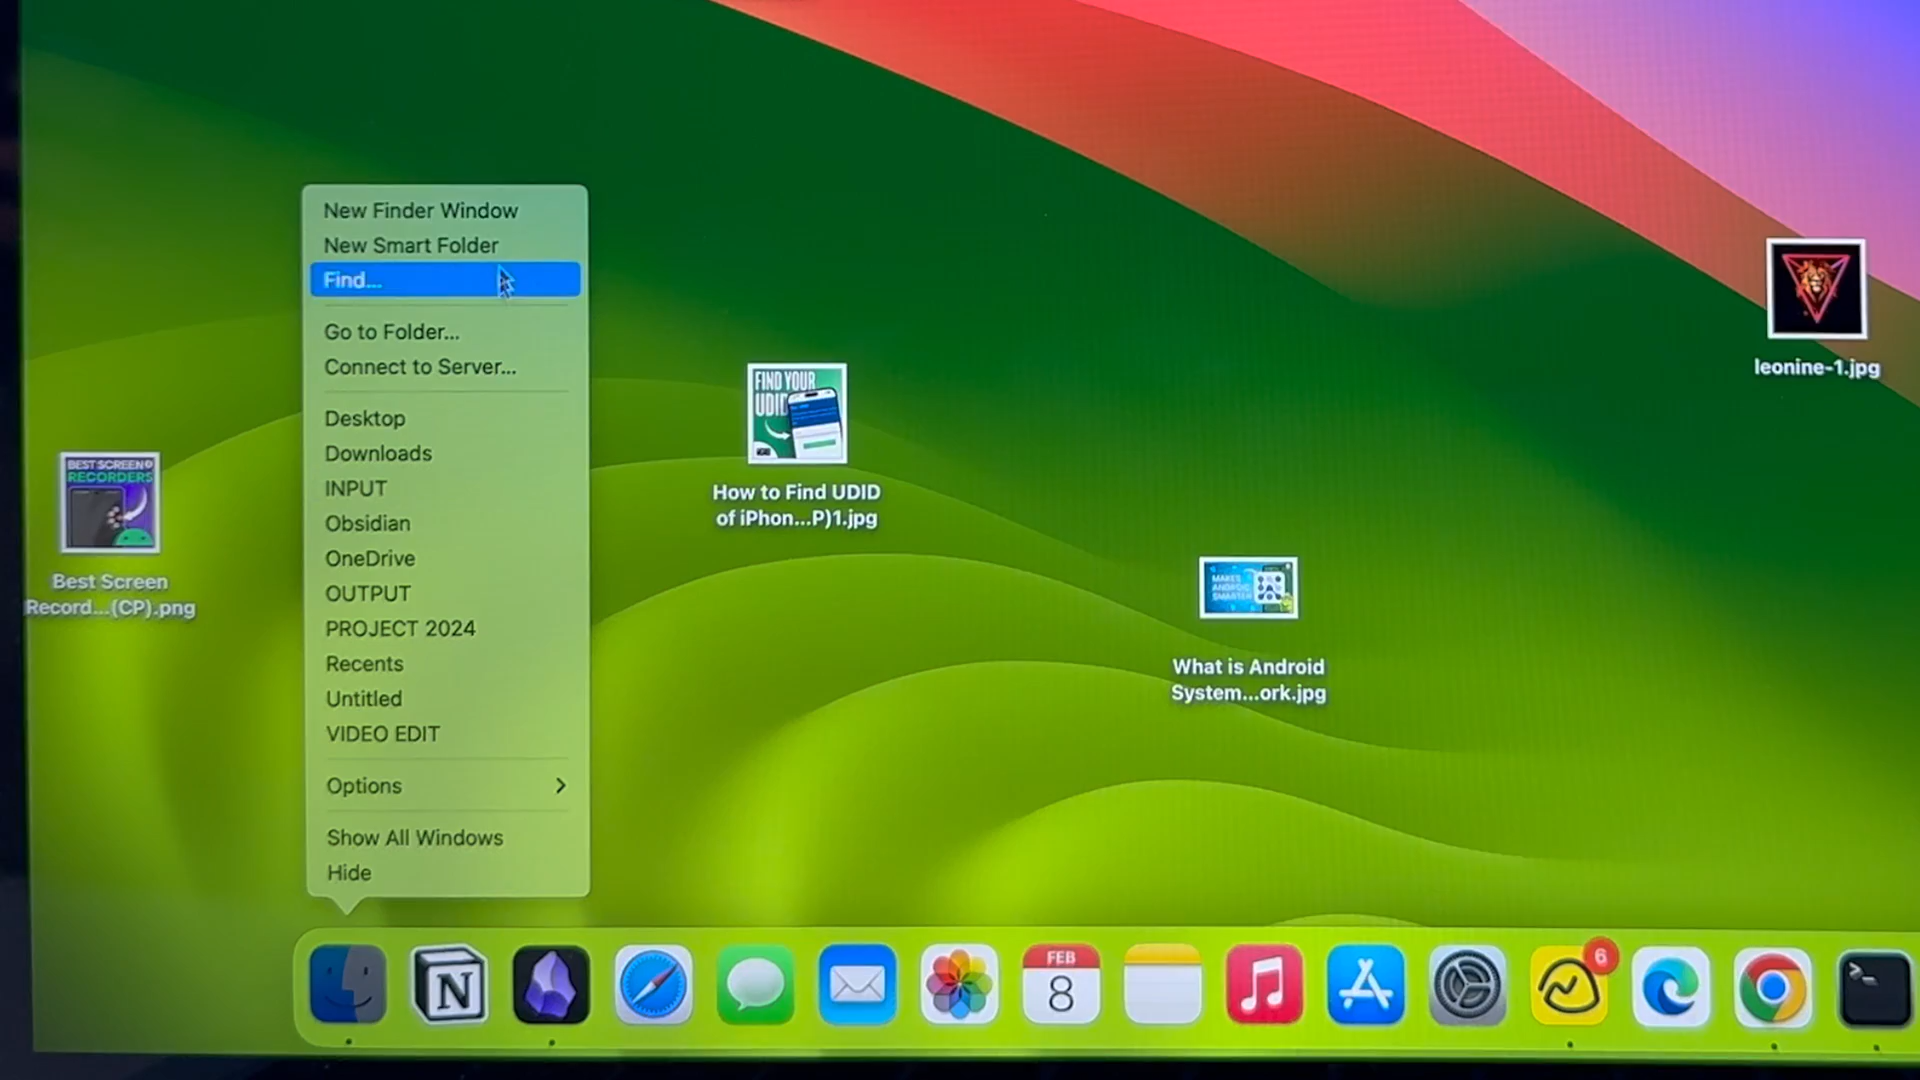 New Finder Window
New Smart Folder
Find...
Go to Folder...
Connect to Server...
Desktop
Downloads
INPUT
Obsidian
OneDrive
OUTPUT
PROJECT 2024
Recents
Untitled
VIDEO EDIT
Options
Show All Windows
Hide
BEST SCREEN
RECORDERS
Best Screen
Record...(CP).png
FIND YOUR
UDID
How to Find UDID
of iPhon...P)1.jpg
MAKES
ANDROID
SMARTER
What is Android
System...ork.jpg
leonine-1.jpg
N
FEB
8
6
>_